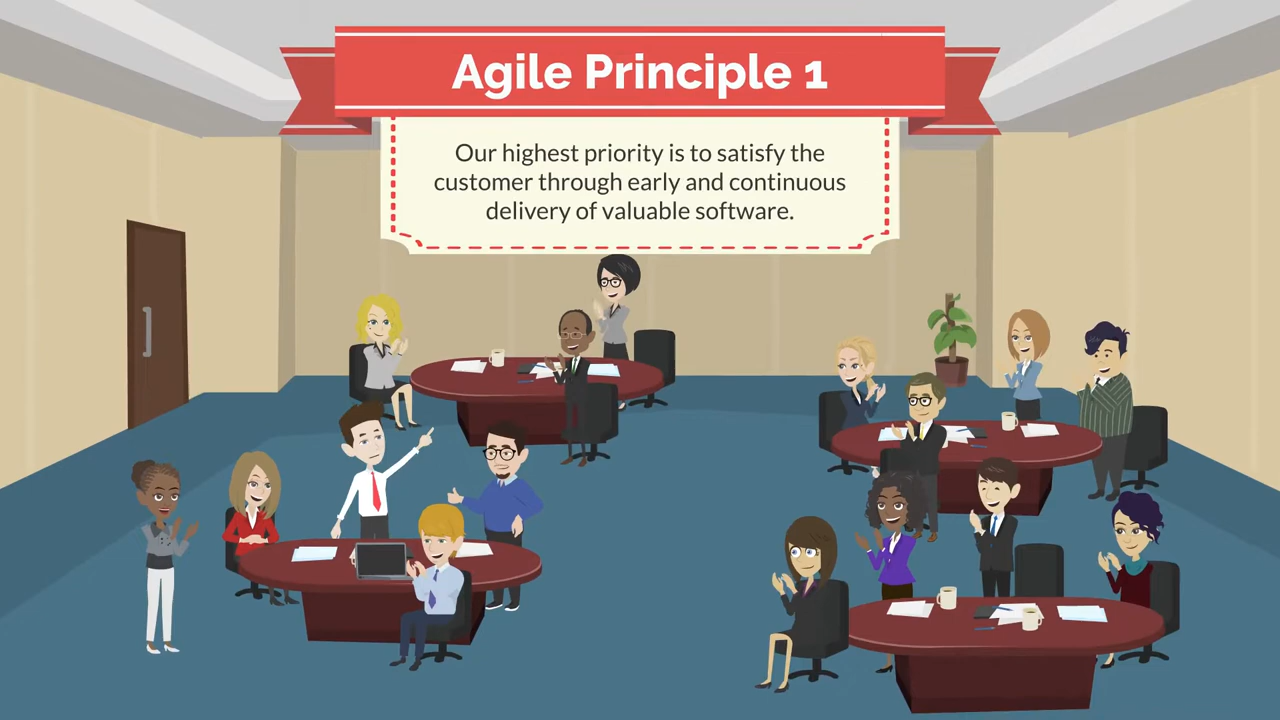 Agile Principle 1
Our highest priority is to satisfy the
customer through early and continuous
delivery of valuable software.